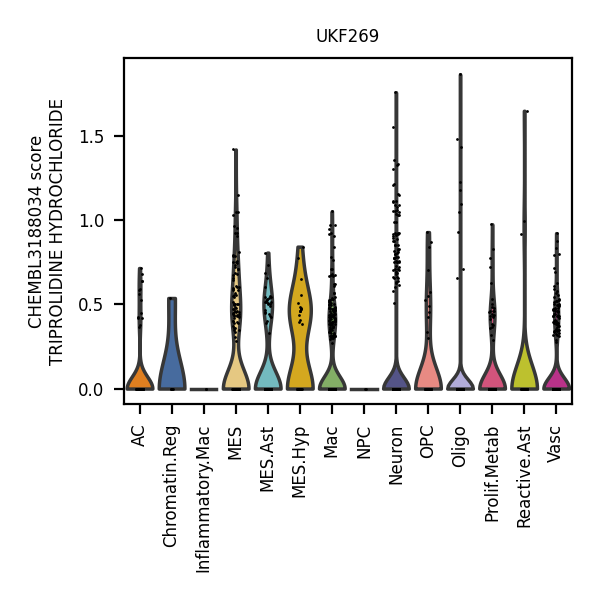 UKF269
CHEMBL3188034 score
TRIPROLIDINE HYDROCHLORIDE
1.5
1.0
0.5
0.0
AC
Chromatin.Reg
Inflammatory.Mac
MES
MES.Ast
MES.Hyp
Mac
NPC
Neuron
OPC
Oligo
Prolif.Metab
Reactive.Ast
Vasc